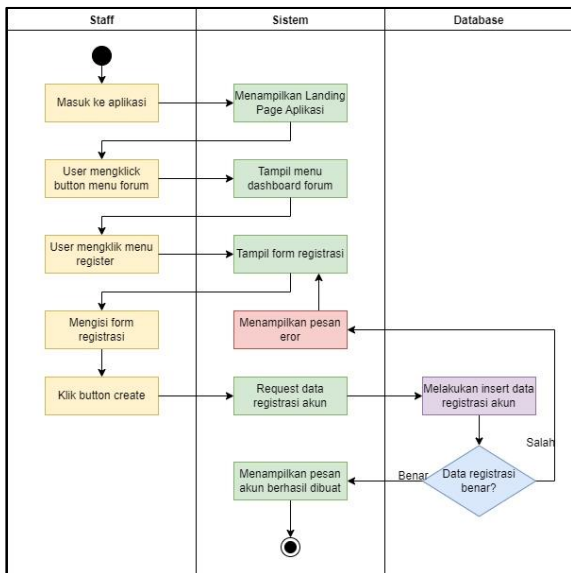 Staff
Sistem
Database
Masuk ke aplikasi
Menampilkan Landing
Page Aplikasi
User mengklick
button menu forum
Tampil menu
dashboard forum
User mengklik menu
register
Tampil form registrasi
Mengisi form
registrasi
Menampilkan pesan
eror
Klik button create
Request data
registrasi akun
Melakukan insert data
registrasi akun
Salah
Menampilkan pesan
akun berhasil dibuat
Benar
Data registrasi
benar?